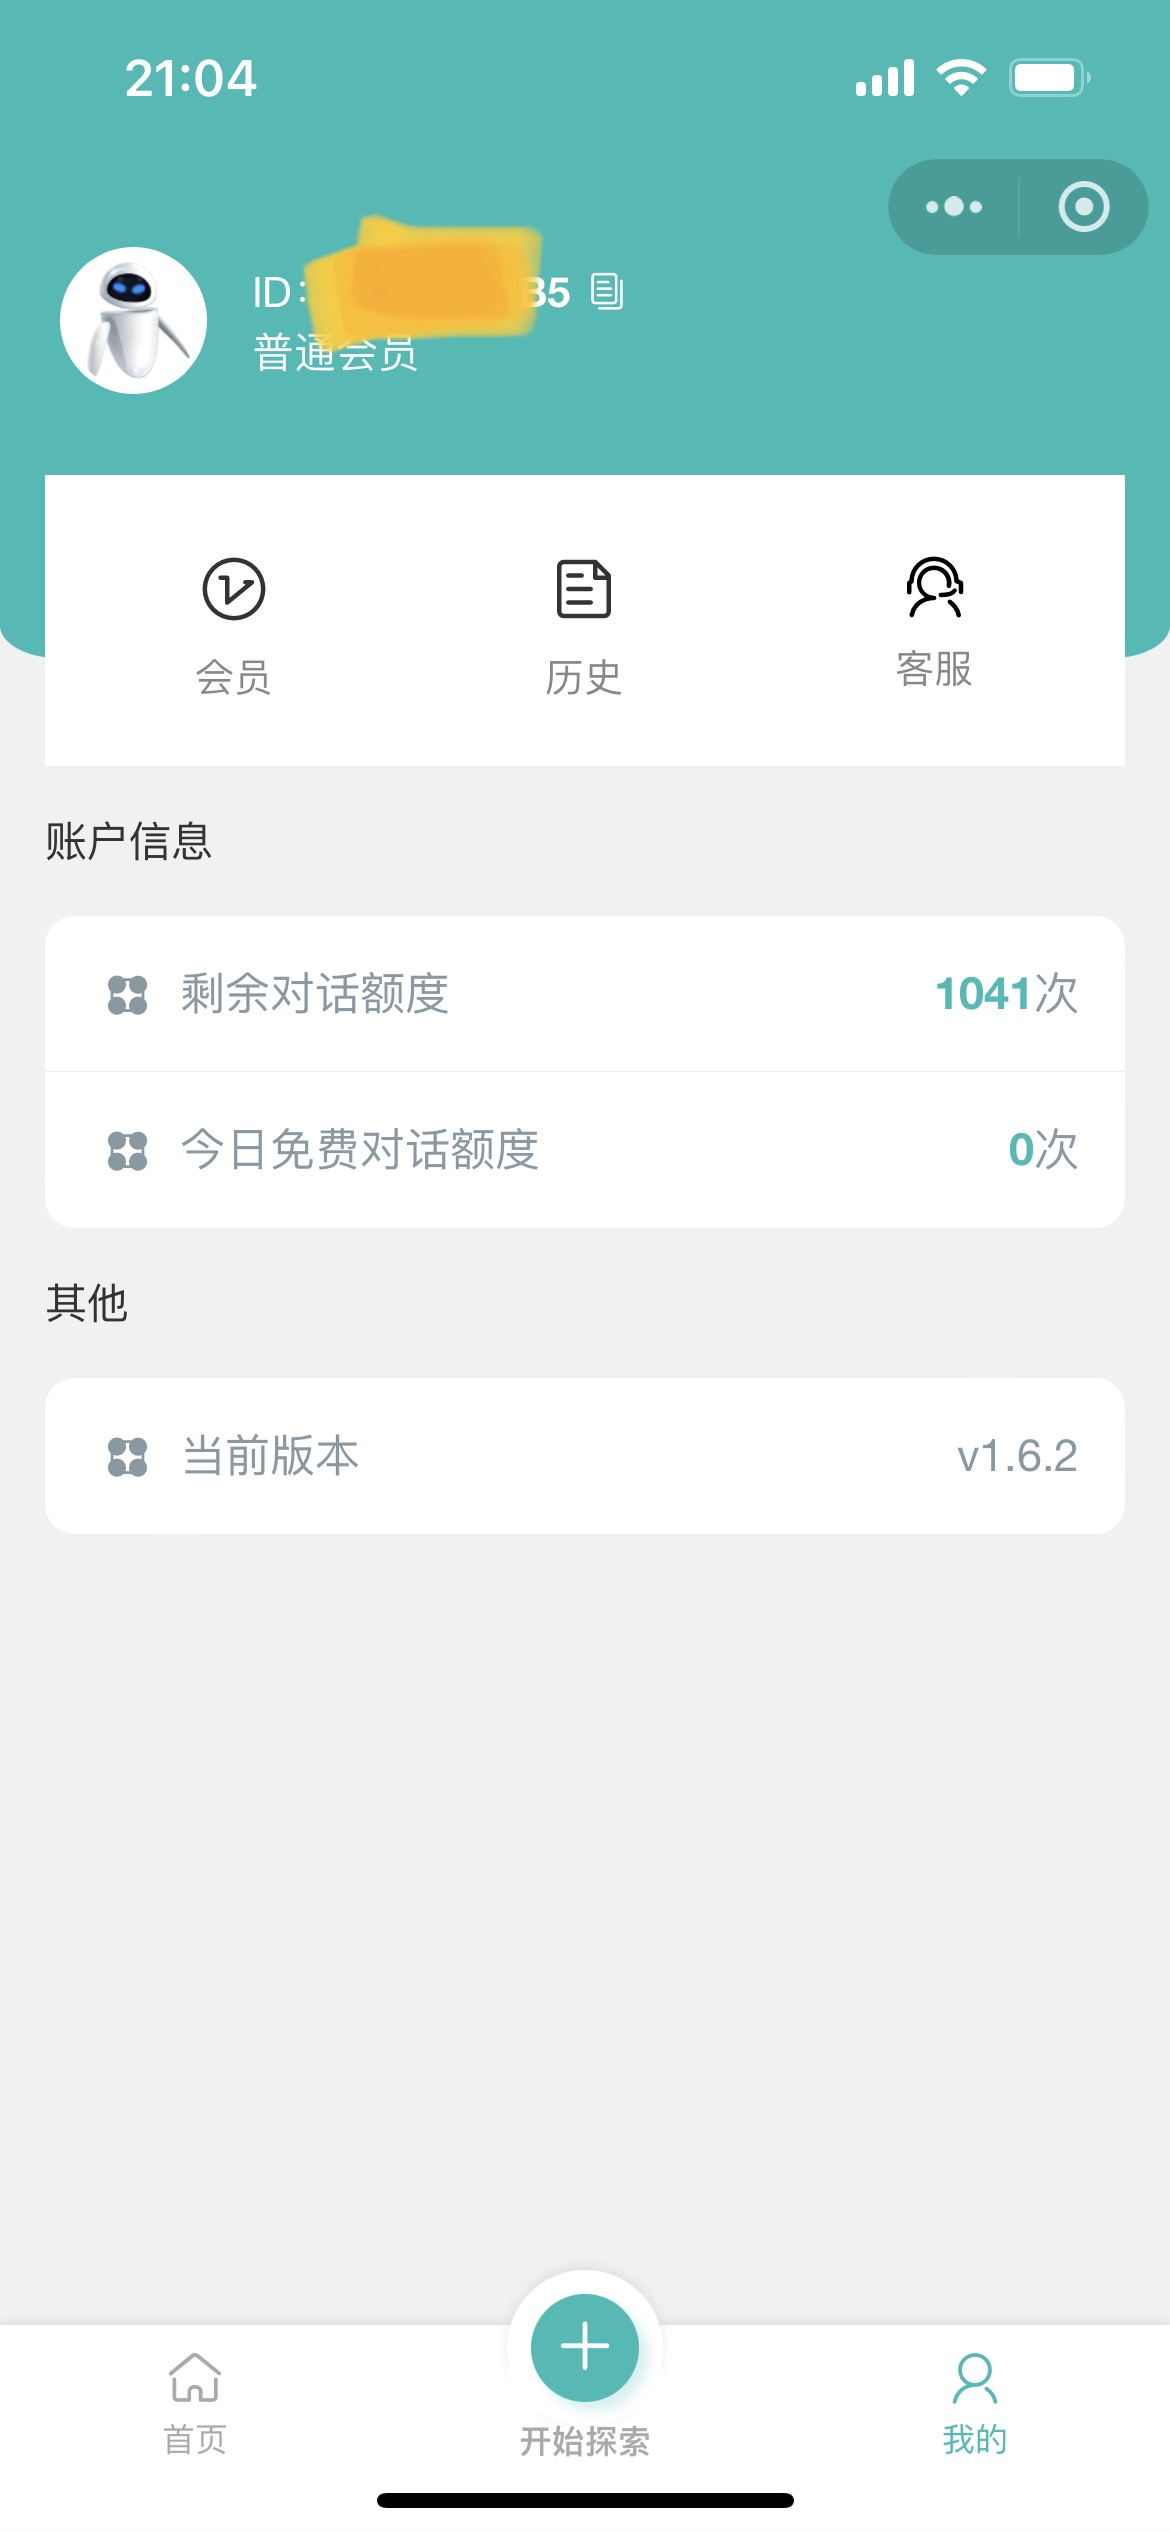 21:04
ID: B5
普通会员
会员
历史
客服
账户信息
剩余对话额度
1041次
今日免费对话额度
0次
其他
当前版本
v1.6.2
首页
开始探索
我的